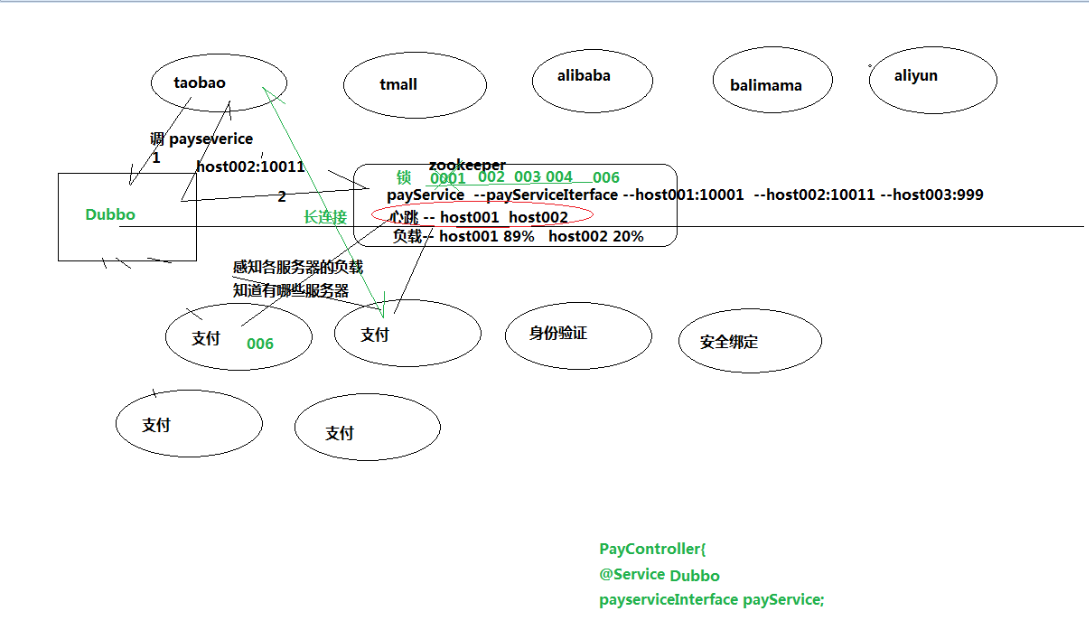 taobao
tmall
alibaba
balimama
aliyun
调 payseverice
1
host002:10011
2
Dubbo
zookeeper
锁 0001 002 003 004 006
payService --payServiceIterface --host001:10001 --host002:10011 --host003:999
心跳 -- host001 host002
负载-- host001 89% host002 20%
长连接
感知各服务器的负载
知道有哪些服务器
支付 006
支付
身份验证
安全绑定
支付
支付
PayController{
@Service Dubbo
payserviceInterface payService;